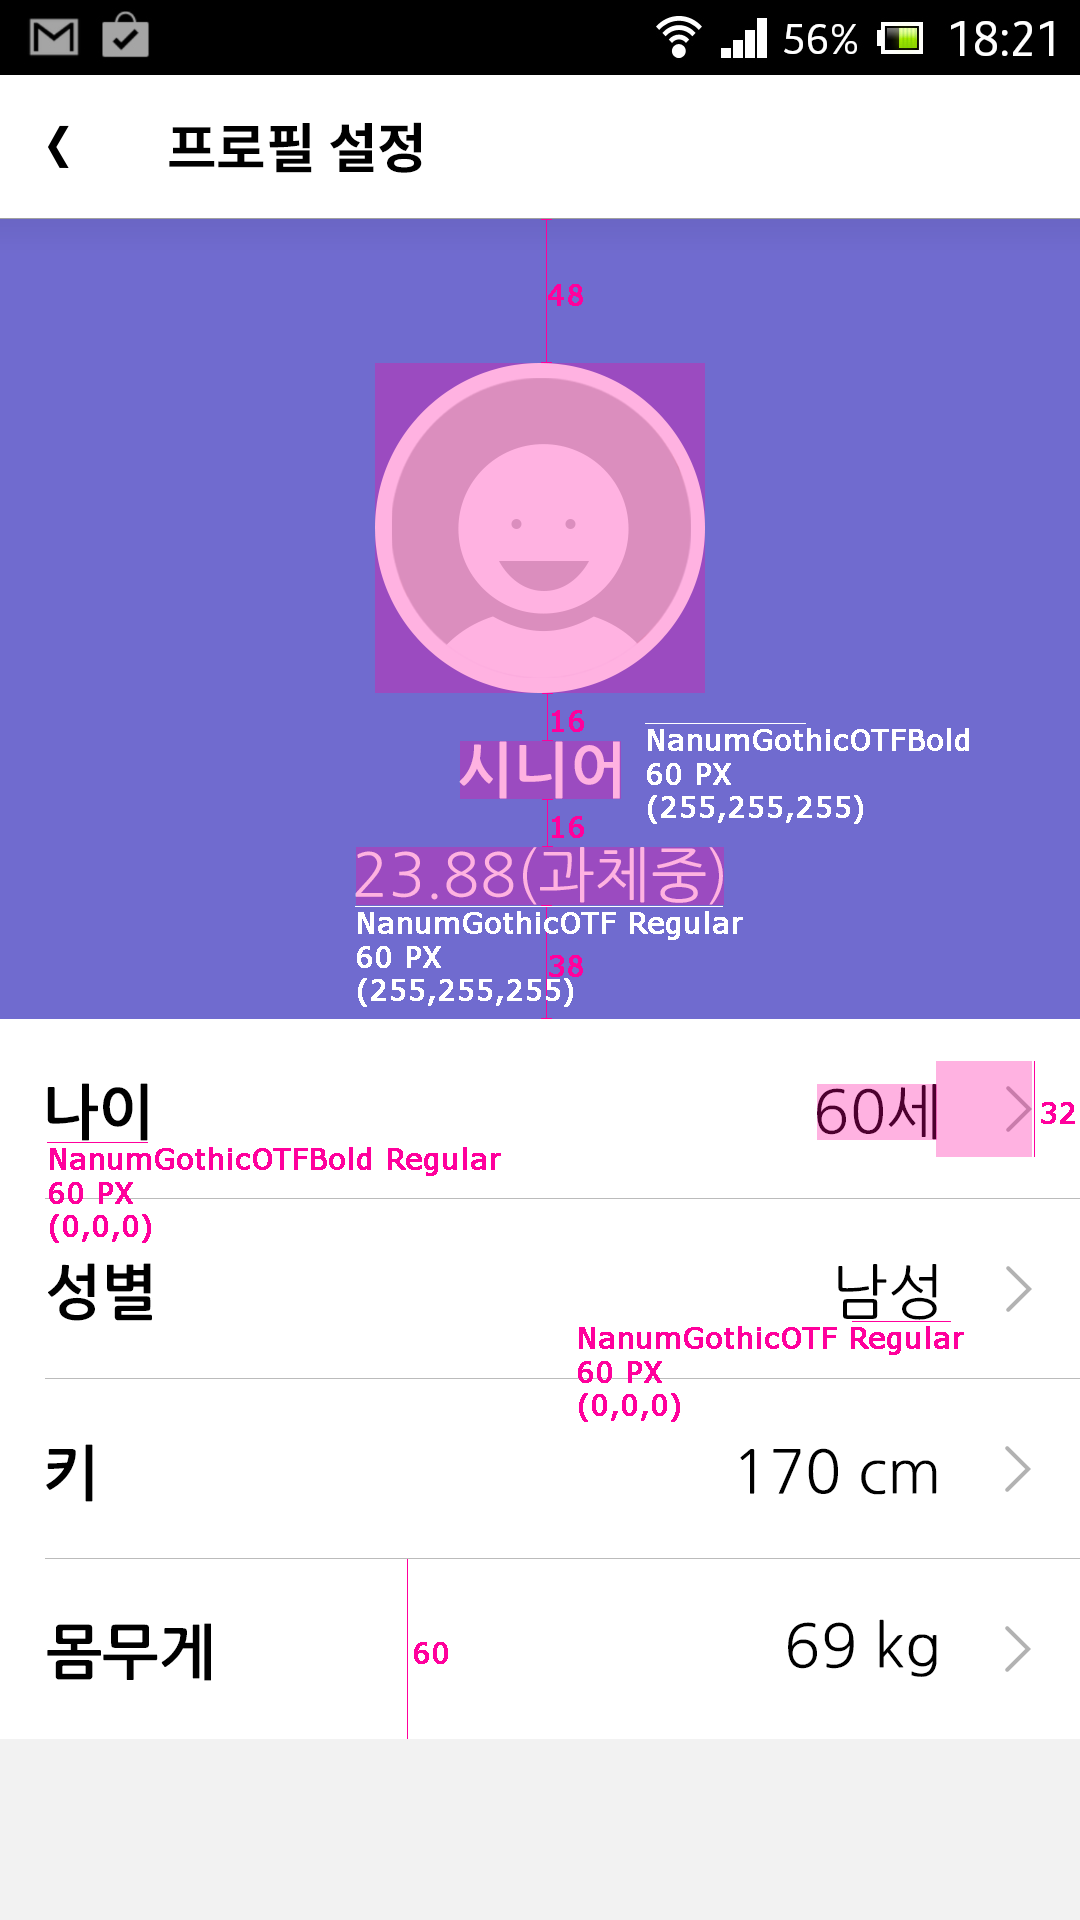 56% 18:21
프로필 설정
48
16
시니어
NanumGothicOTFBold
60 PX
(255,255,255)
16
23.88(과체중)
NanumGothicOTF Regular
60 PX
38
(255,255,255)
나이
60세
32
NanumGothicOTFBold Regular
60 PX
(0,0,0)
성별
남성
NanumGothicOTF Regular
60 PX
(0,0,0)
키
170 cm
몸무게
60
69 kg